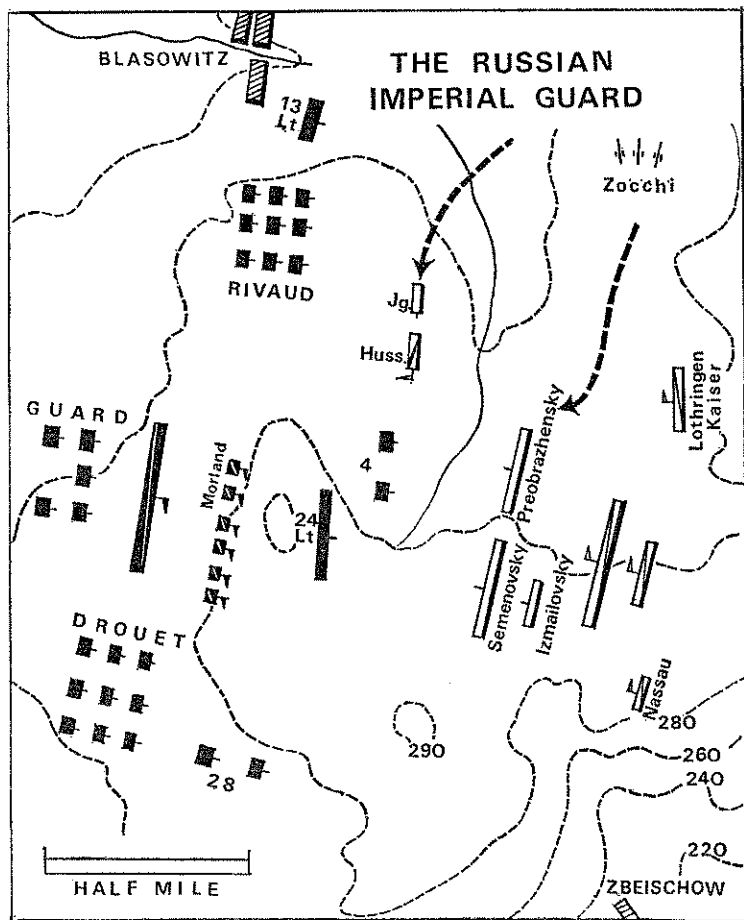 BLASOWITZ
THE RUSSIAN
IMPERIAL GUARD
13
Lt
Zocchi
RIVAUD
Jg.
Huss.
Lothringen
Kaiser
GUARD
Morland
4
Preobrazhensky
24
Lt
Semenovsky
Izmailovsky
DROUET
Nassau
280
290
260
28
240
220
HALF MILE
ZBEISCHOW